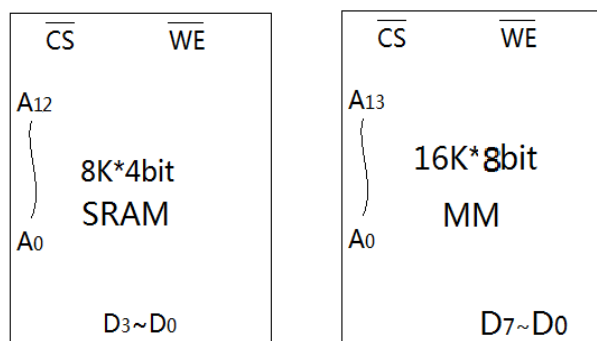 CS WE
A12
8K*4bit
SRAM
A0
D3~D0
CS WE
A13
16K*8bit
MM
A0
D7~D0